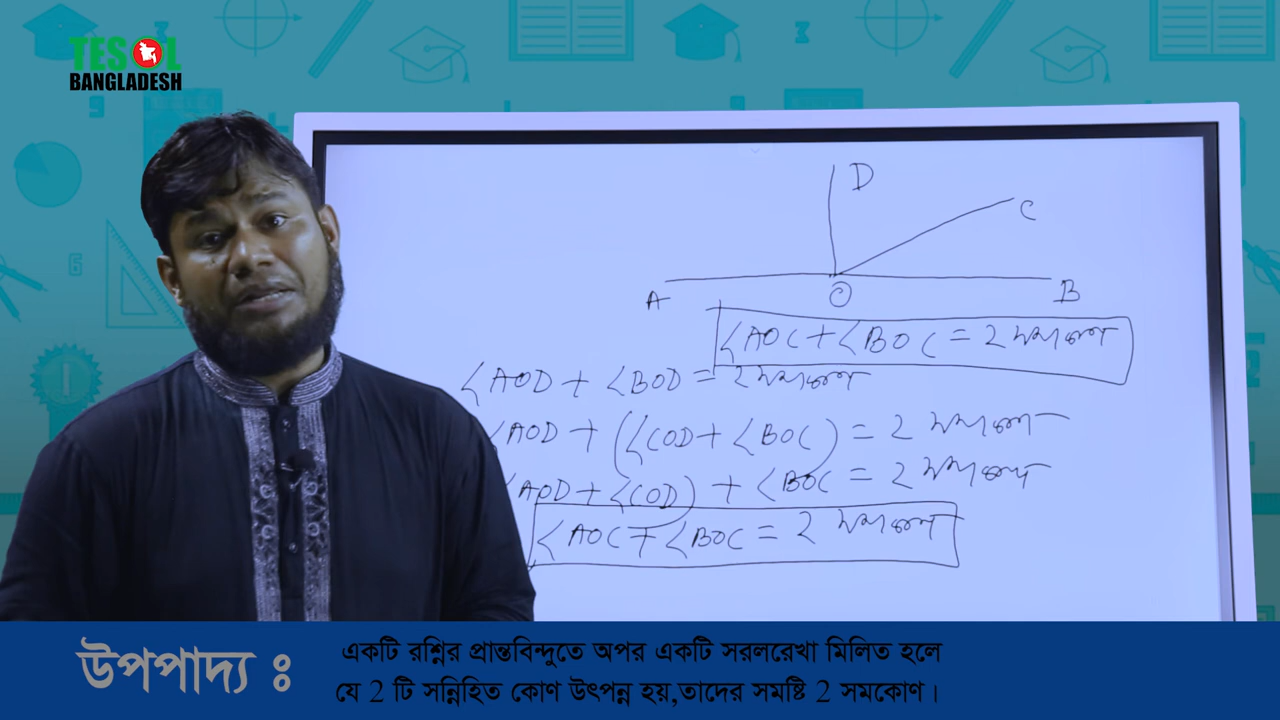 TESOL
BANGLADESH
D
C
A
O
B
∠AOC + ∠BOC = 2 সমকোণ
∠AOD + ∠BOD = 2 সমকোণ
∠AOD + (∠COD + ∠BOC) = 2 সমকোণ
∠AOD + ∠COD) + ∠BOC = 2 সমকোণ
∠AOC + ∠BOC = 2 সমকোণ
উপপাদ্য ঃ
একটি রশ্নির প্রান্তবিন্দুতে অপর একটি সরলরেখা মিলিত হলে
যে 2 টি সন্নিহিত কোণ উৎপন্ন হয়,তাদের সমষ্টি 2 সমকোণ।